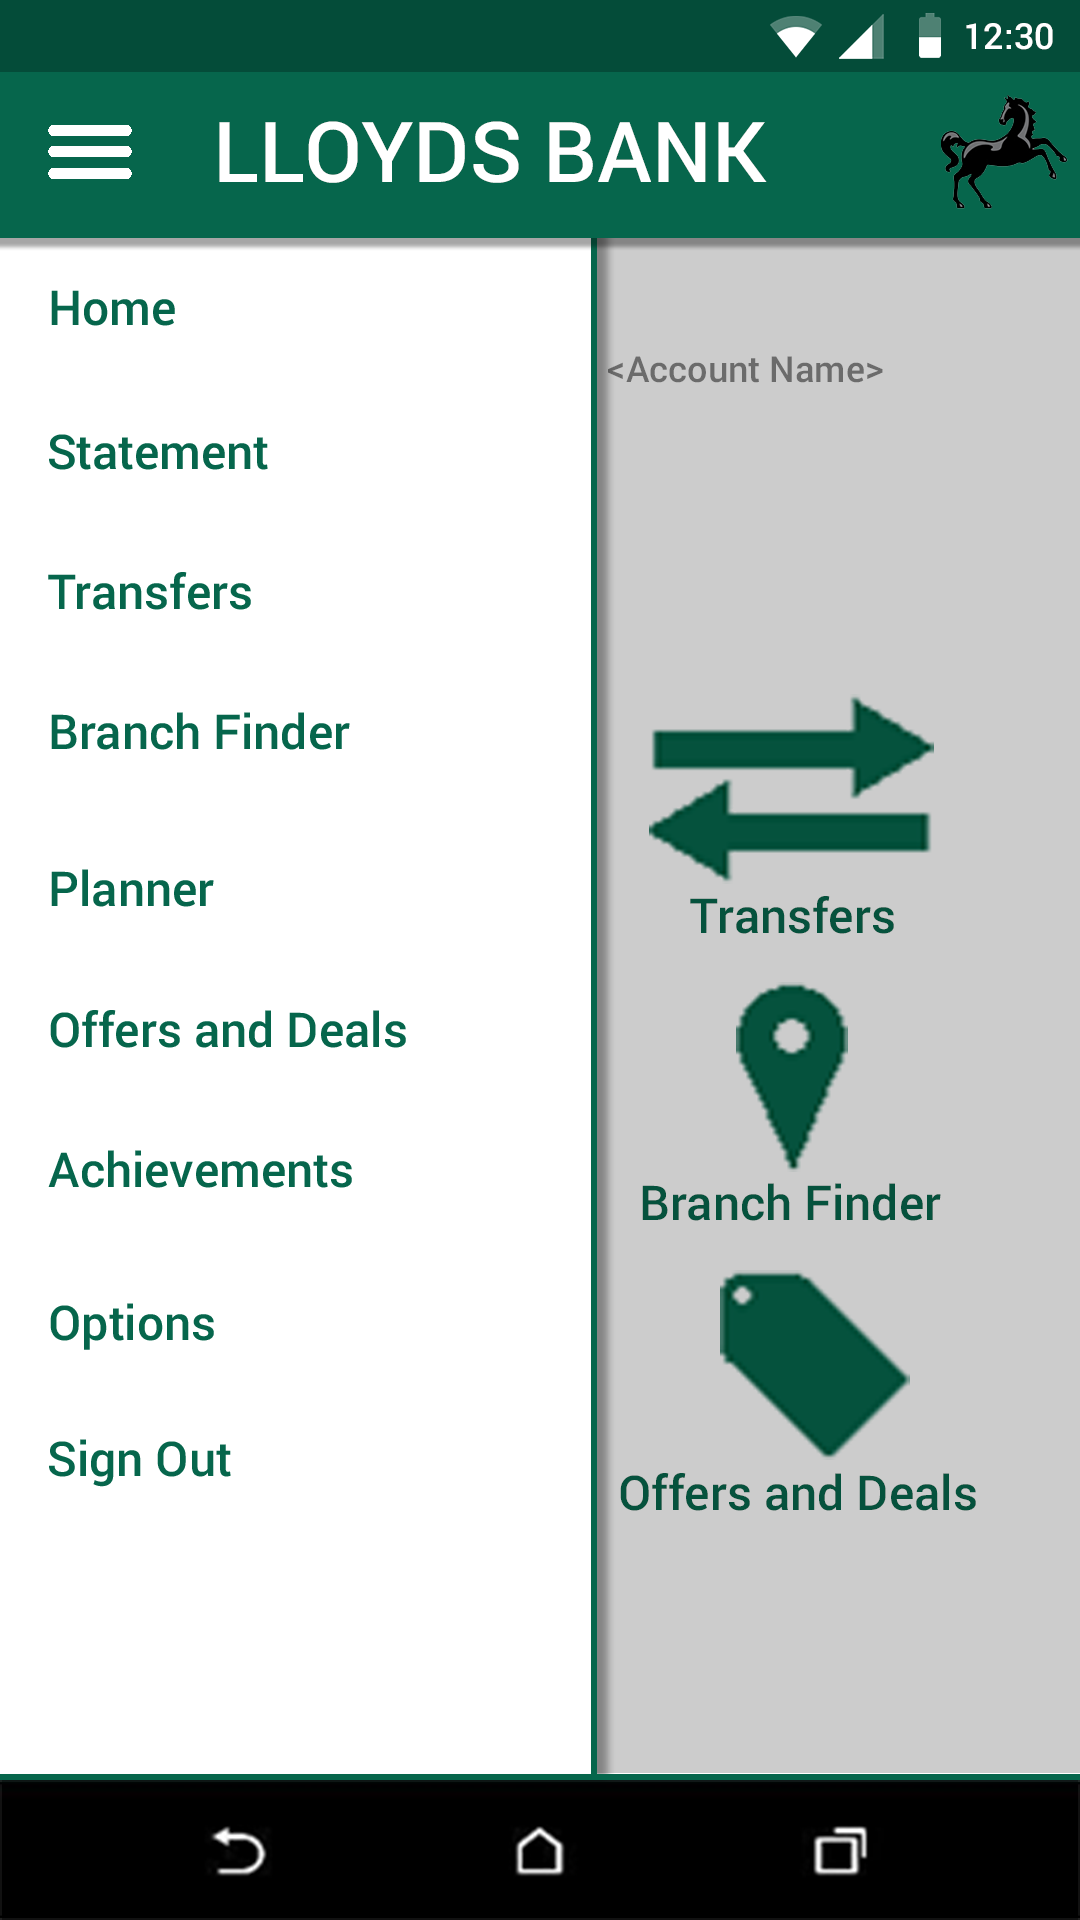 12:30
LLOYDS BANK
Home
Statement
Transfers
Branch Finder
Planner
Offers and Deals
Achievements
Options
Sign Out
<Account Name>
Transfers
Branch Finder
Offers and Deals